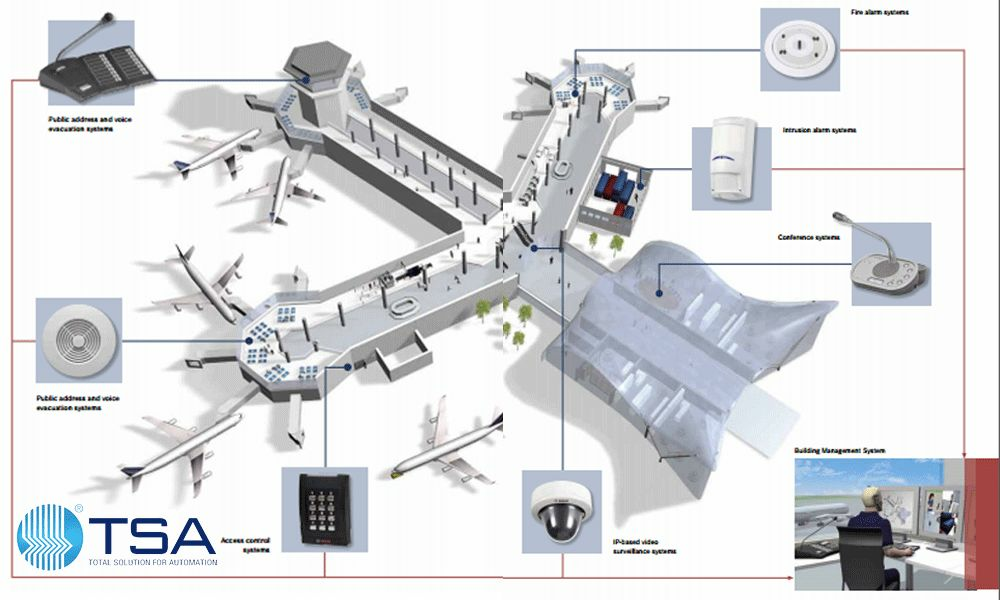 Fire alarm systems
Public address and voice
evacuation systems
Intrusion alarm systems
Conference systems
Public address and voice
evacuation systems
Building Management System
®
TSA
TOTAL SOLUTION FOR AUTOMATION
Access control
systems
IP-based video
surveillance systems